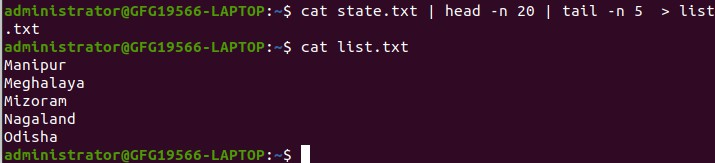 administrator@GFG19566-LAPTOP:~$ cat state.txt | head -n 20 | tail -n 5  > list
.txt
administrator@GFG19566-LAPTOP:~$ cat list.txt
Manipur
Meghalaya
Mizoram
Nagaland
Odisha
administrator@GFG19566-LAPTOP:~$